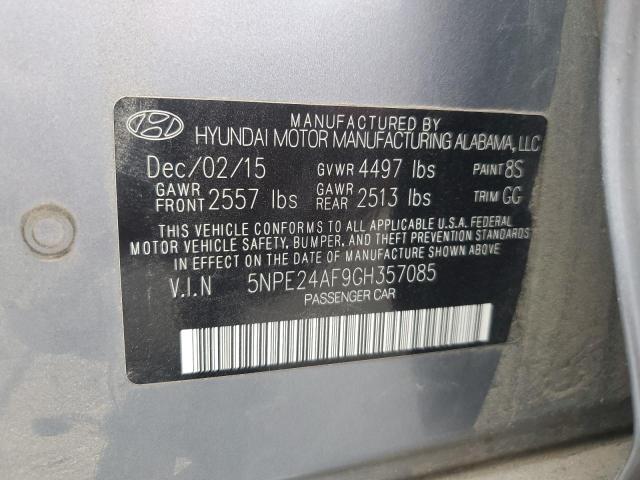 MANUFACTURED BY
HYUNDAI MOTOR MANUFACTURING ALABAMA, LLC
Dec/02/15 GVWR 4497 lbs PAINT 8S
GAWR FRONT 2557 lbs GAWR REAR 2513 lbs TRIM GG
THIS VEHICLE CONFORMS TO ALL APPLICABLE U.S.A. FEDERAL
MOTOR VEHICLE SAFETY, BUMPER, AND THEFT PREVENTION STANDARDS
IN EFFECT ON THE DATE OF MANUFACTURE SHOWN ABOVE.
V.I.N 5NPE24AF9GH357085
PASSENGER CAR